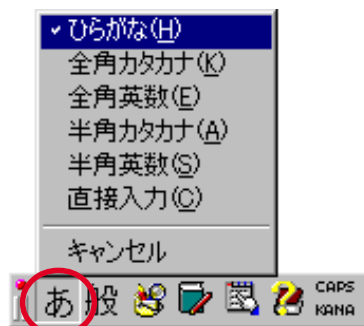 ひらがな(H)
全角カタカナ(K)
全角英数(E)
半角カタカナ(A)
半角英数(S)
直接入力(C)
キャンセル
あ 般 CAPS
KANA